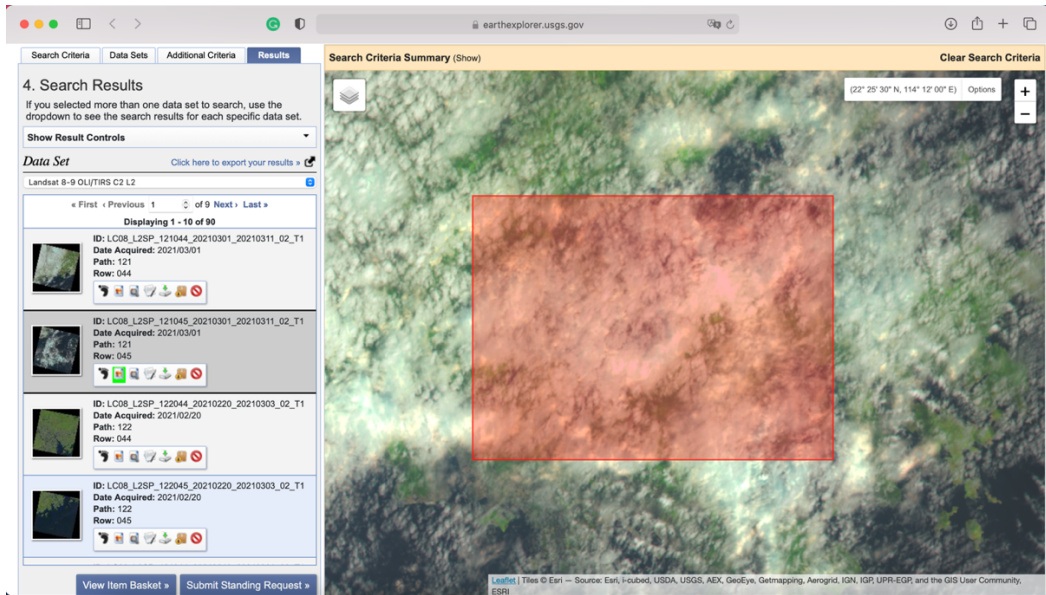 earthexplorer.usgs.gov
Search Criteria
Data Sets
Additional Criteria
Results
4. Search Results
If you selected more than one data set to search, use the
dropdown to see the search results for each specific data set.
Show Result Controls
Data Set
Click here to export your results »
Landsat 8-9 OLI/TIRS C2 L2
« First ‹ Previous 1 of 9 Next › Last »
Displaying 1 - 10 of 90
ID: LC08_L2SP_121044_20210301_20210311_02_T1
Date Acquired: 2021/03/01
Path: 121
Row: 044
ID: LC08_L2SP_121045_20210301_20210311_02_T1
Date Acquired: 2021/03/01
Path: 121
Row: 045
ID: LC08_L2SP_122044_20210220_20210303_02_T1
Date Acquired: 2021/02/20
Path: 122
Row: 044
ID: LC08_L2SP_122045_20210220_20210303_02_T1
Date Acquired: 2021/02/20
Path: 122
Row: 045
View Item Basket »
Submit Standing Request »
Search Criteria Summary (Show)
Clear Search Criteria
(22° 25' 30" N, 114° 12' 00" E)
Options
+
−
Leaflet | Tiles © Esri — Source: Esri, i-cubed, USDA, USGS, AEX, GeoEye, Getmapping, Aerogrid, IGN, IGP, UPR-EGP, and the GIS User Community,
ESRI